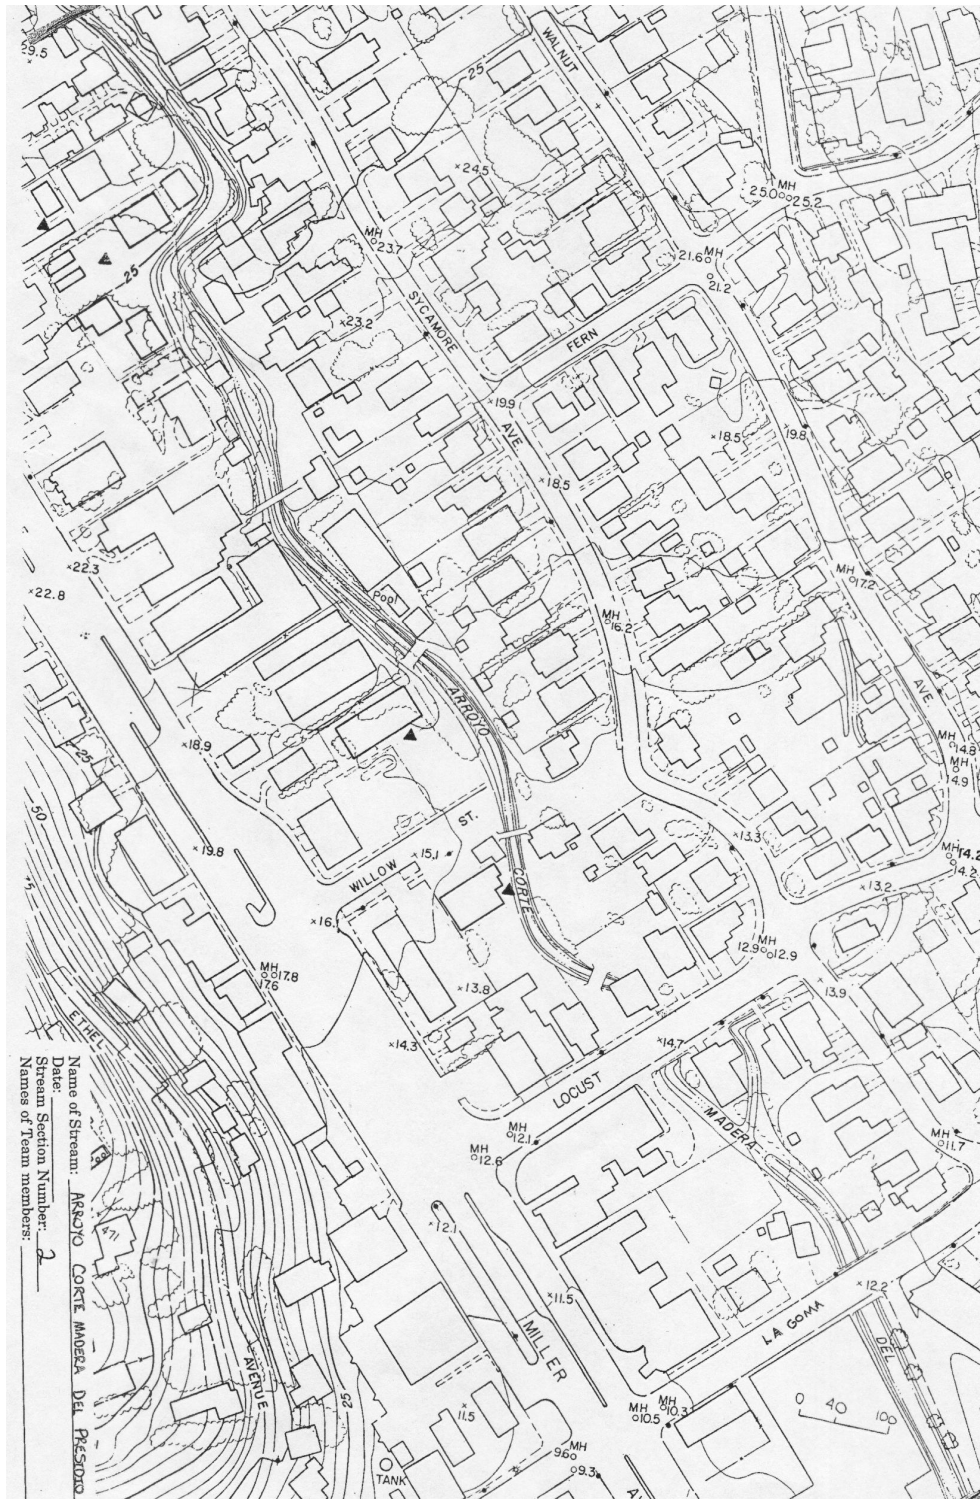 29.5
WALNUT
25
24.5
MH
25.0 25.2
MH
23.7
MH
21.6
21.2
25
SYCAMORE
23.2
FERN
19.9
AVE
18.5
19.8
18.5
22.3
22.8
MH
17.2
Pool
MH
16.2
ARROYO
AVE
18.9
MH
14.8
MH
14.9
25
50
ST.
13.3
19.8
15.1
WILLOW
CORTE
MH
14.2
14.2
13.2
16.
MH
12.9 12.9
MH
17.8
17.6
13.8
13.9
ETHEL
14.3
14.7
LOCUST
MADERA
MH
12.1
12.6
MH
11.7
471
12.1
12.2
11.5
LA GOMA
MILLER
DEL
AVENUE
25
11.5
MH
10.3
MH
10.5
0 40 100
MH
9.6
9.3
TANK
Name of Stream: ARROYO CORTE MADERA DEL PRESIDIO
Date:
Stream Section Number: 2
Names of Team members: